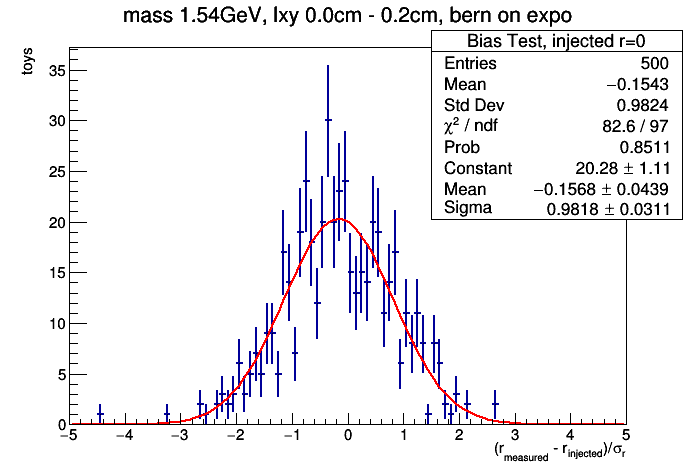 mass 1.54GeV, lxy 0.0cm - 0.2cm, bern on expo
toys
Bias Test, injected r=0
Entries 500
Mean −0.1543
Std Dev 0.9824
χ² / ndf 82.6 / 97
Prob 0.8511
Constant 20.28 ± 1.11
Mean −0.1568 ± 0.0439
Sigma 0.9818 ± 0.0311
35
30
25
20
15
10
5
0
−5 −4 −3 −2 −1 0 1 2 3 4 5
(r_measured - r_injected)/σ_r